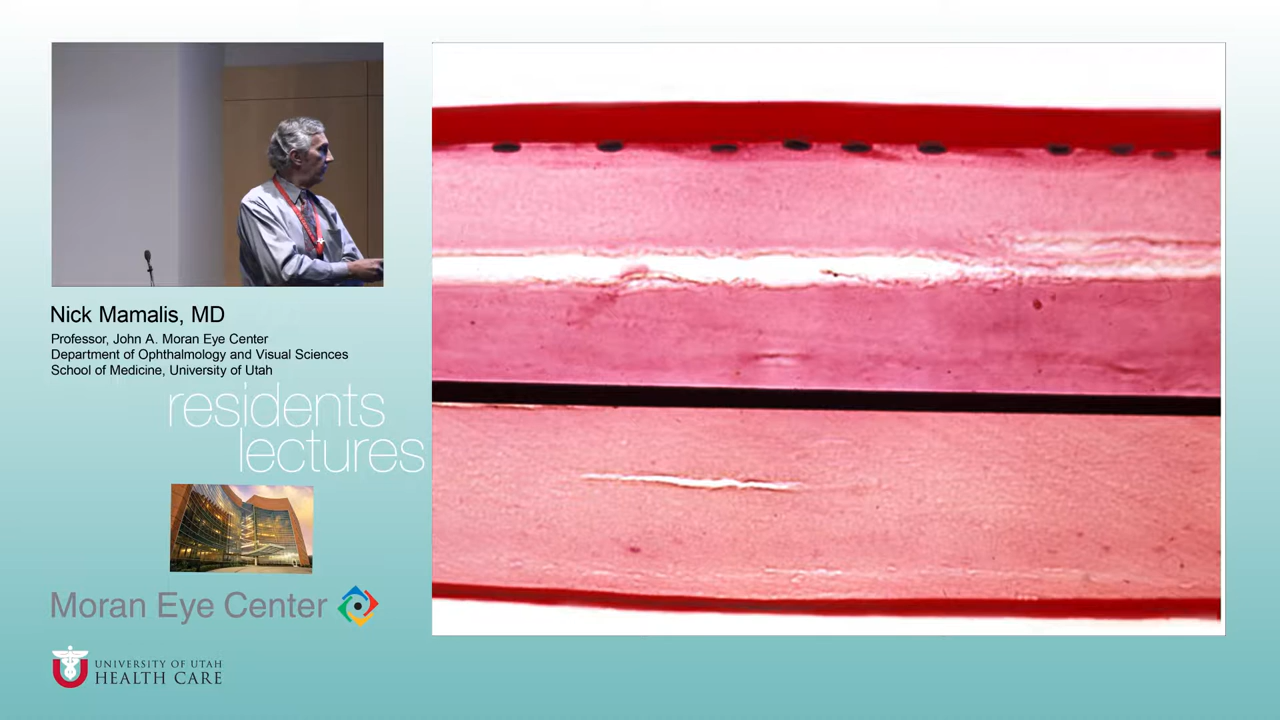 Nick Mamalis, MD
Professor, John A. Moran Eye Center
Department of Ophthalmology and Visual Sciences
School of Medicine, University of Utah
residents
lectures
Moran Eye Center
UNIVERSITY OF UTAH
HEALTH CARE